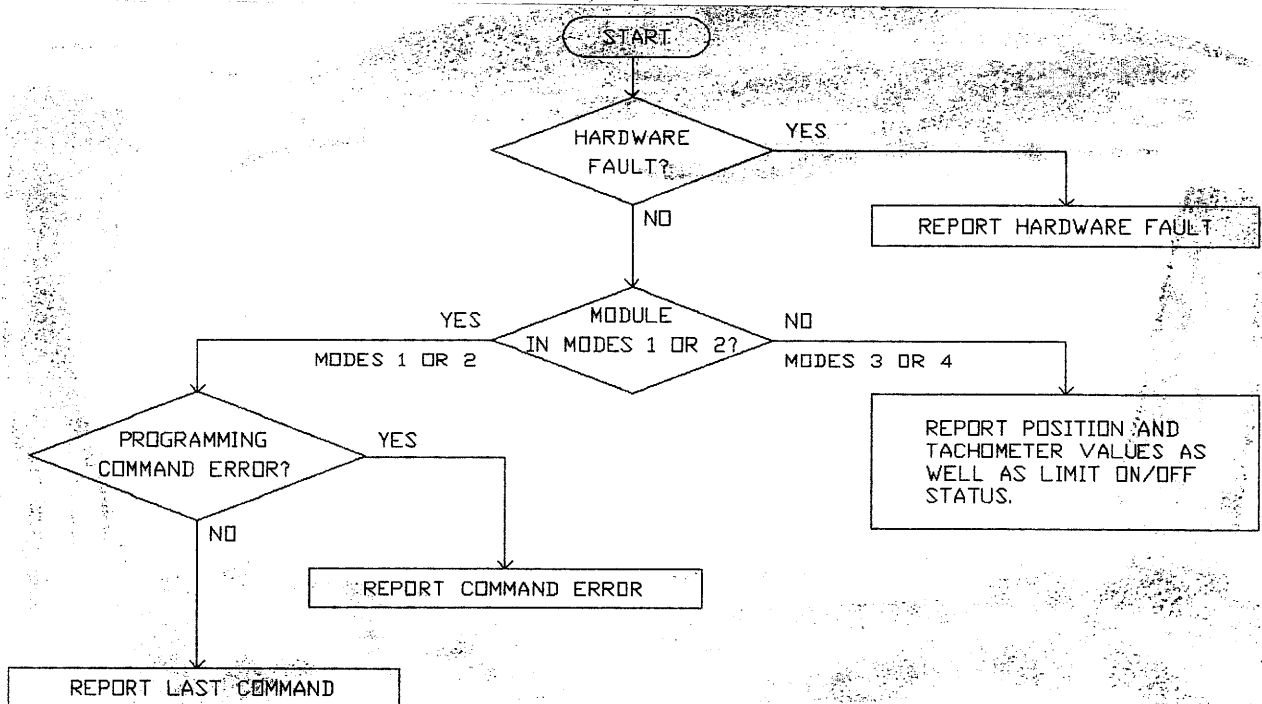 START
HARDWARE
FAULT?
YES
NO
REPORT HARDWARE FAULT
MODULE
IN MODES 1 OR 2?
YES
MODES 1 OR 2
NO
MODES 3 OR 4
REPORT POSITION AND
TACHOMETER VALUES AS
WELL AS LIMIT ON/OFF
STATUS.
PROGRAMMING
COMMAND ERROR?
YES
NO
REPORT COMMAND ERROR
REPORT LAST COMMAND